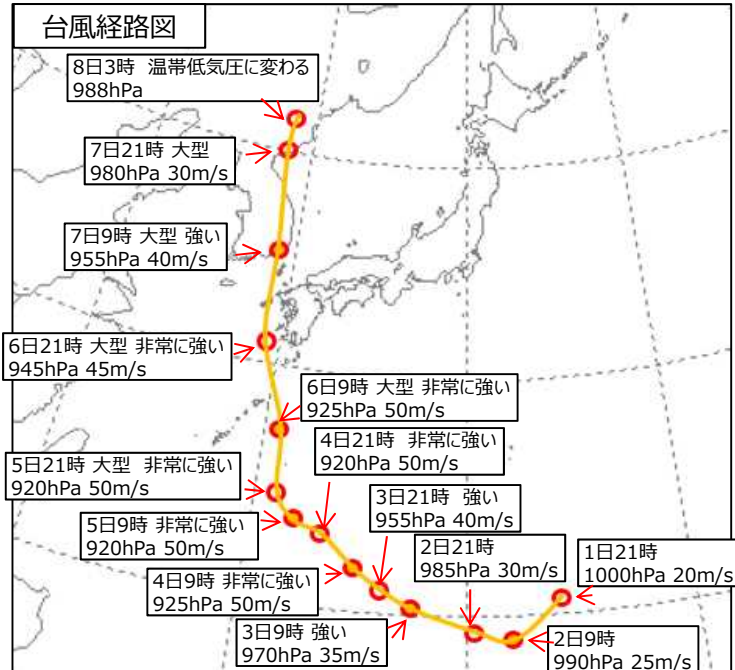 台風経路図
8日3時 温帯低気圧に変わる
988hPa
7日21時 大型
980hPa 30m/s
7日9時 大型 強い
955hPa 40m/s
6日21時 大型 非常に強い
945hPa 45m/s
6日9時 大型 非常に強い
925hPa 50m/s
4日21時 非常に強い
920hPa 50m/s
5日21時 大型 非常に強い
920hPa 50m/s
3日21時 強い
955hPa 40m/s
5日9時 非常に強い
920hPa 50m/s
2日21時
985hPa 30m/s
1日21時
1000hPa 20m/s
4日9時 非常に強い
925hPa 50m/s
3日9時 強い
970hPa 35m/s
2日9時
990hPa 25m/s